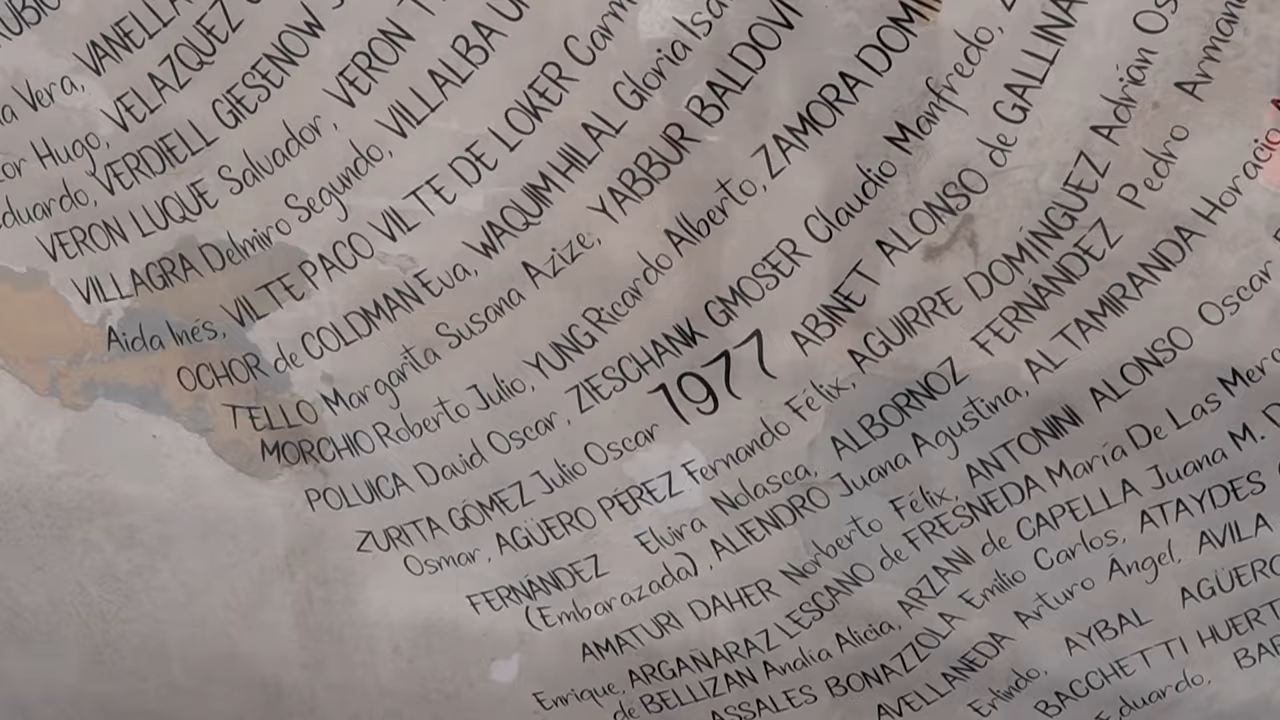 a Vera, VANELLA
or Hugo, VELAZQUEZ
duardo, VERDIELL GIESENOW
VERON LUQUE Salvador, VERON
VILLAGRA Delmiro Segundo, VILLALBA
Aida Inés, VILTE PACO VILTE DE LOKER Carm
OCHOR de COLDMAN Eva, WAQUIM HILAL Gloria Isa
TELLO Margarita Susana Azize, YABBUR BALDOVI
MORCHIO Roberto Julio, YUNG Ricardo Alberto, ZAMORA DOMI
POLUICA David Oscar, ZIESCHANK GMOSER Claudio Manfredo,
ZURITA GÓMEZ Julio Oscar 1977 ABINET ALONSO de GALLINA
Osmar, AGÜERO PÉREZ Fernando Félix, AGUIRRE DOMÍNGUEZ Adrián Os
FERNÁNDEZ Elvira Nolasca, ALBORNOZ FERNÁNDEZ Pedro Arman
(Embarazada), ALIENDRO Juana Agustina, ALTAMIRANDA Horacio
AMATURI DAHER Norberto Félix, ANTONINI ALONSO Oscar
Enrique, ARGAÑARAZ LESCANO de FRESNEDA María De Las Mer
de BELLIZAN Analia Alicia, ARZANI de CAPELLA Juana M.
ASSALES BONAZZOLA Emilio Carlos, ATAYDES
AVELLANEDA Arturo Ángel, AVILA
Erlindo, AYBAL AGÜERO
BACCHETTI HUERT
Eduardo,